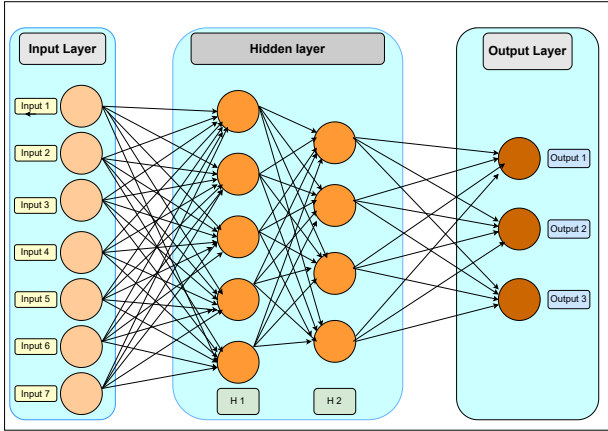 Input Layer
Hidden layer
Output Layer
Input 1
Input 2
Input 3
Input 4
Input 5
Input 6
Input 7
Output 1
Output 2
Output 3
H 1
H 2